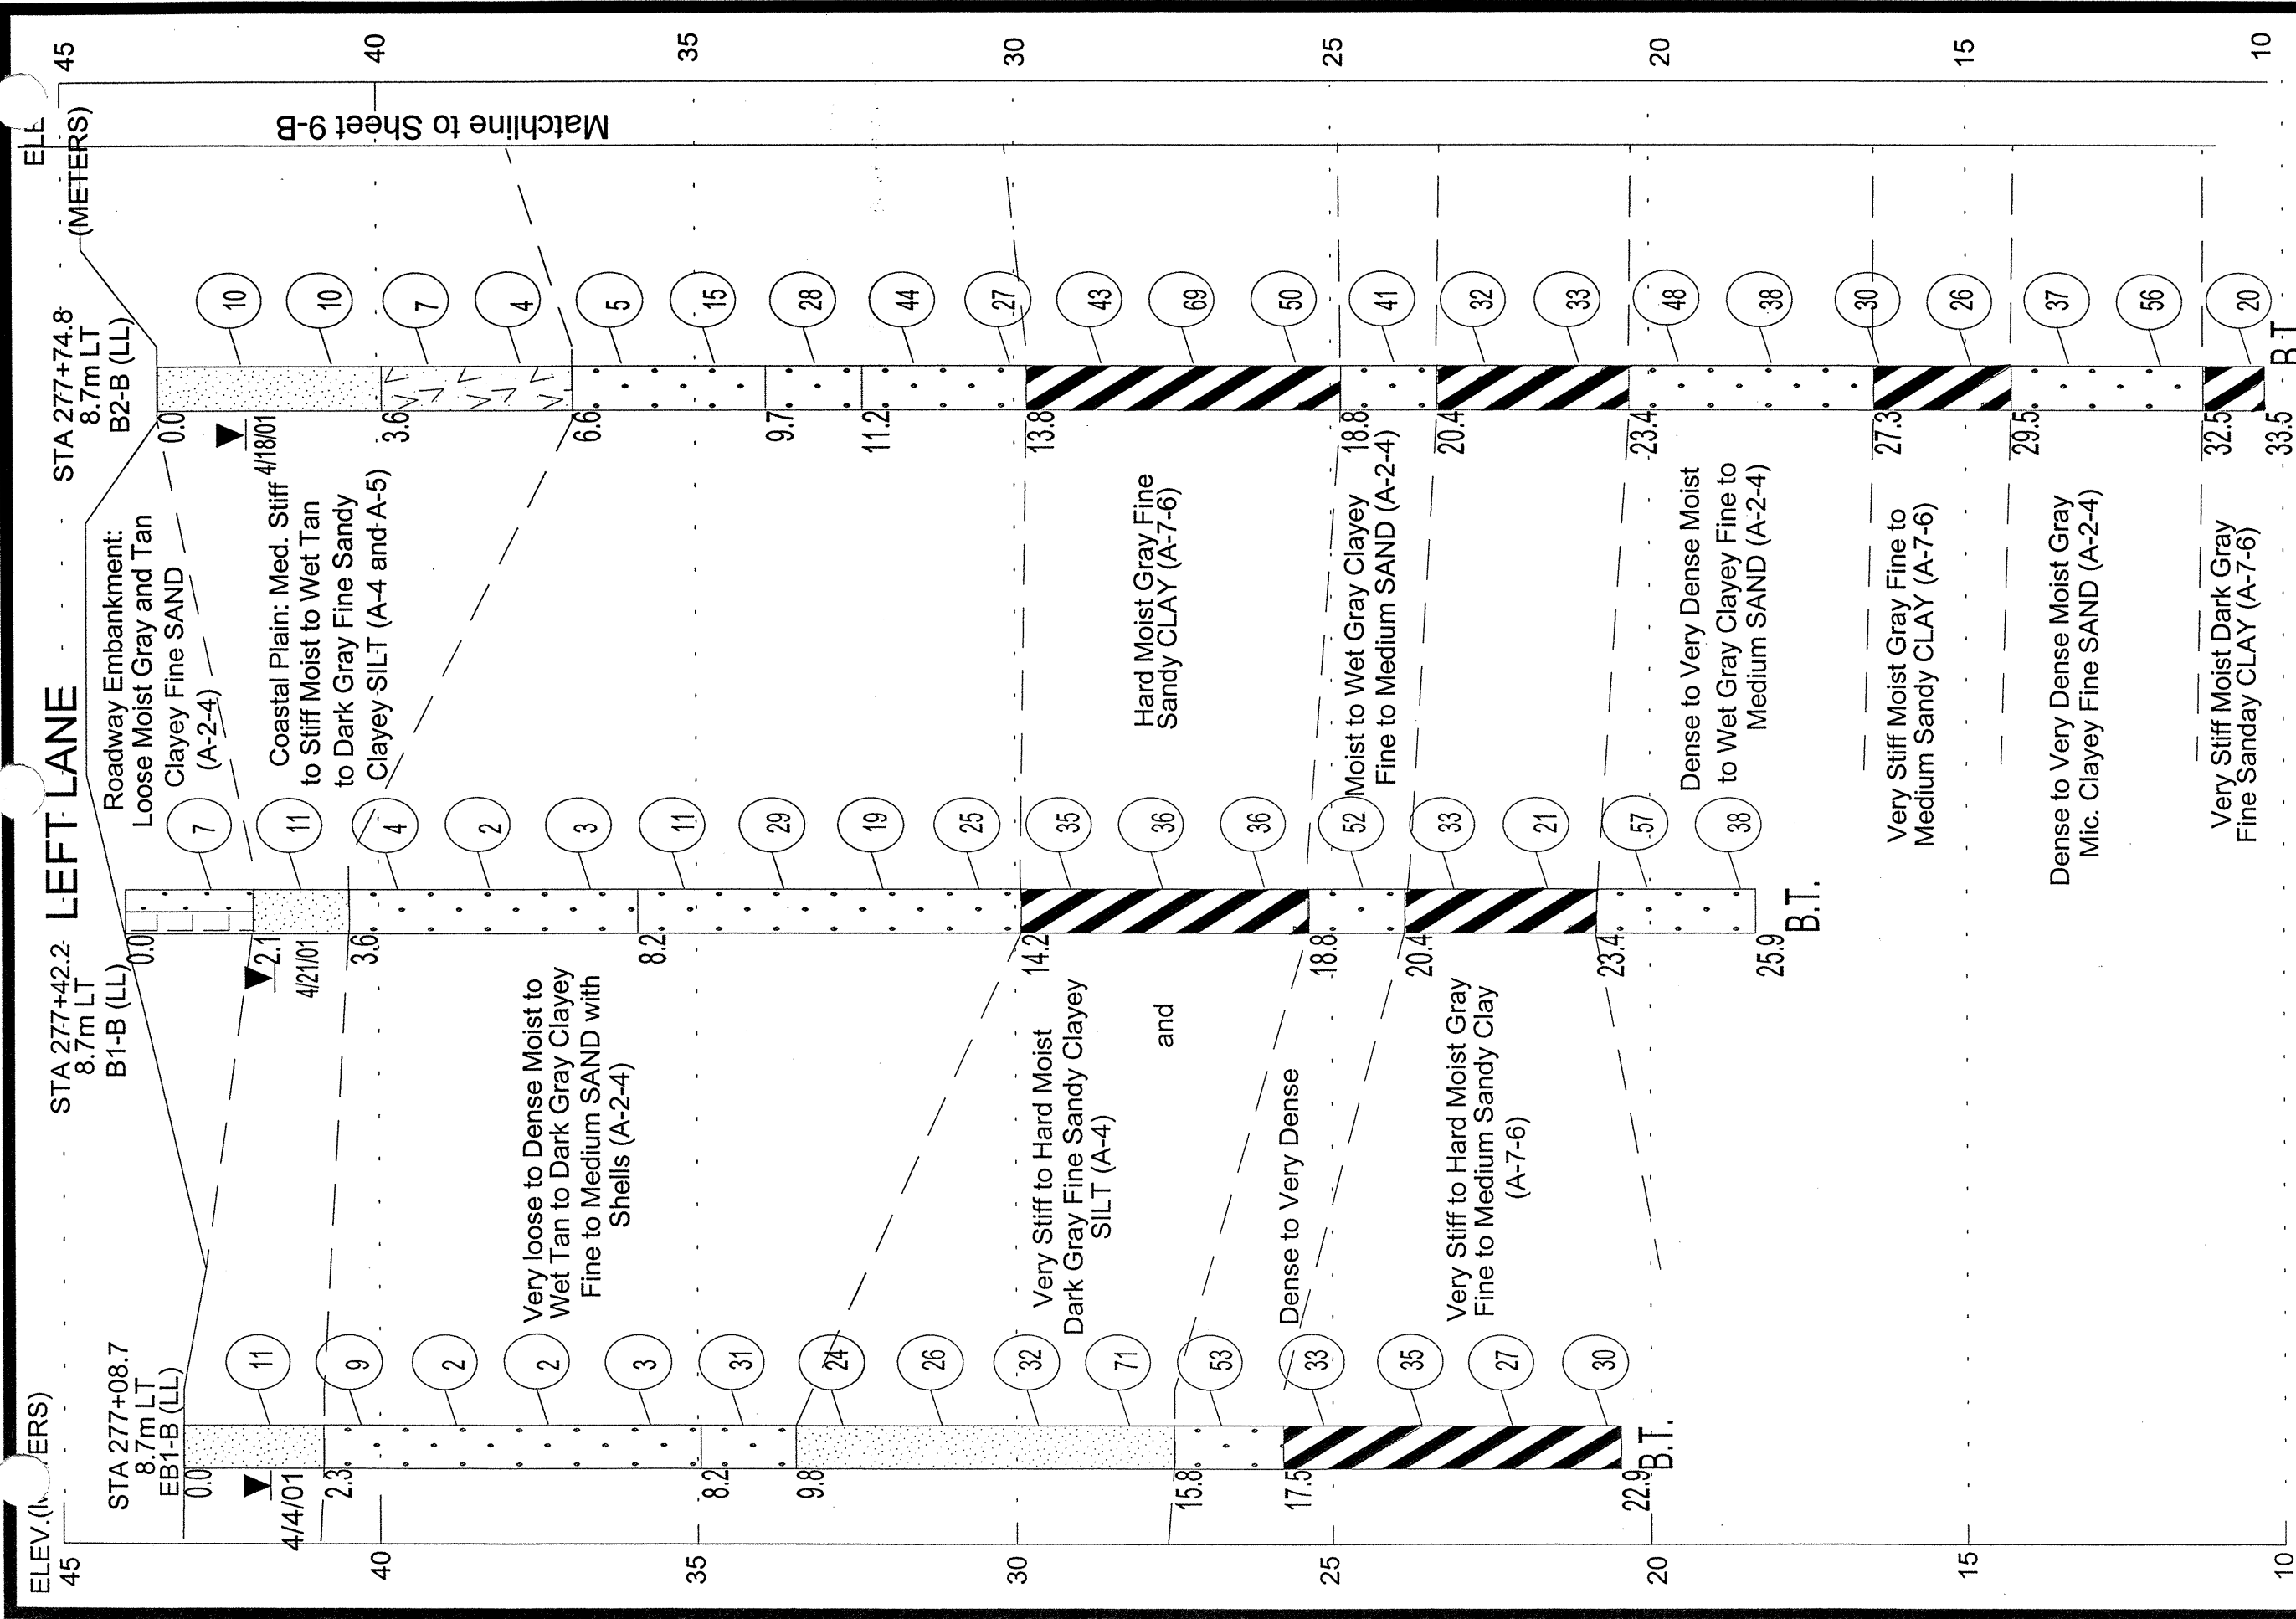 LEFT LANE
ELEV.
ERS)
STA 277+08.7
8.7m LT
EB1-B (LL)
STA 277+42.2
8.7m LT
B1-B (LL)
STA 277+74.8
8.7m LT
B2-B (LL)
ELE
(METERS)
45
40
35
30
25
20
15
10
0.0
4/4/01
2.3
8.2
9.8
15.8
17.5
22.9
B.T.
11
9
2
2
3
31
24
26
32
71
53
33
35
27
30
Very loose to Dense Moist to
Wet Tan to Dark Gray Clayey
Fine to Medium SAND with
Shells (A-2-4)
Very Stiff to Hard Moist
Dark Gray Fine Sandy Clayey
SILT (A-4)
and
Dense to Very Dense
Very Stiff to Hard Moist Gray
Fine to Medium Sandy Clay
(A-7-6)
0.0
2.1
4/21/01
3.6
8.2
14.2
18.8
20.4
23.4
25.9
B.T.
7
11
4
2
3
11
29
19
25
35
36
36
52
33
21
57
38
Roadway Embankment:
Loose Moist Gray and Tan
Clayey Fine SAND
(A-2-4)
Coastal Plain: Med. Stiff
to Stiff Moist to Wet Tan
to Dark Gray Fine Sandy
Clayey SILT (A-4 and A-5)
Hard Moist Gray Fine
Sandy CLAY (A-7-6)
Moist to Wet Gray Clayey
Fine to Medium SAND (A-2-4)
Dense to Very Dense Moist
to Wet Gray Clayey Fine to
Medium SAND (A-2-4)
Very Stiff Moist Gray Fine to
Medium Sandy CLAY (A-7-6)
Dense to Very Dense Moist Gray
Mic. Clayey Fine SAND (A-2-4)
Very Stiff Moist Dark Gray
Fine Sanday CLAY (A-7-6)
0.0
4/18/01
3.6
6.6
9.7
11.2
13.8
18.8
20.4
23.4
27.3
29.5
32.5
33.5
B.T
10
10
7
4
5
15
28
44
27
43
69
50
41
32
33
48
38
30
26
37
56
20
Matchline to Sheet 9-B
45
40
35
30
25
20
15
10